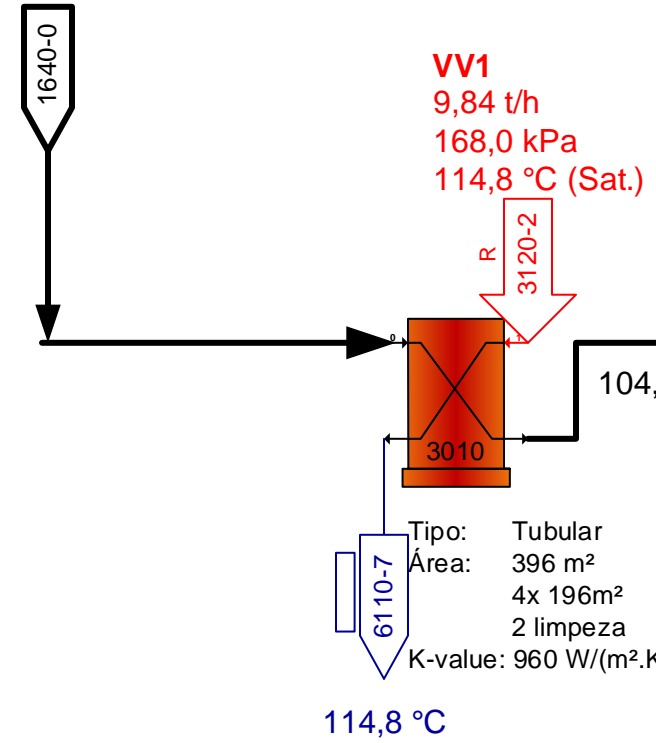 1640-0
VV1
9,84 t/h
168,0 kPa
114,8 °C (Sat.)
R
3120-2
0
1
104,
3010
Tipo: Tubular
Área: 396 m²
4x 196m²
2 limpeza
K-value: 960 W/(m².K
6110-7
114,8 °C